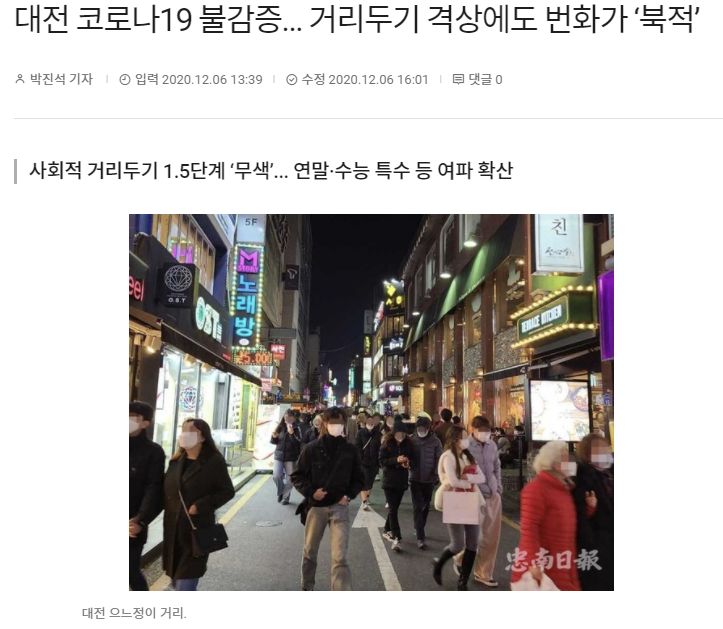 대전 코로나19 불감증... 거리두기 격상에도 번화가 ‘북적’
박진석 기자 입력 2020.12.06 13:39 수정 2020.12.06 16:01 댓글 0
사회적 거리두기 1.5단계 ‘무색’... 연말·수능 특수 등 여파 확산
5F
M
STORY
노래방
O.S.T
친
TERRACE KITCHEN
忠南日報
대전 으느정이 거리.